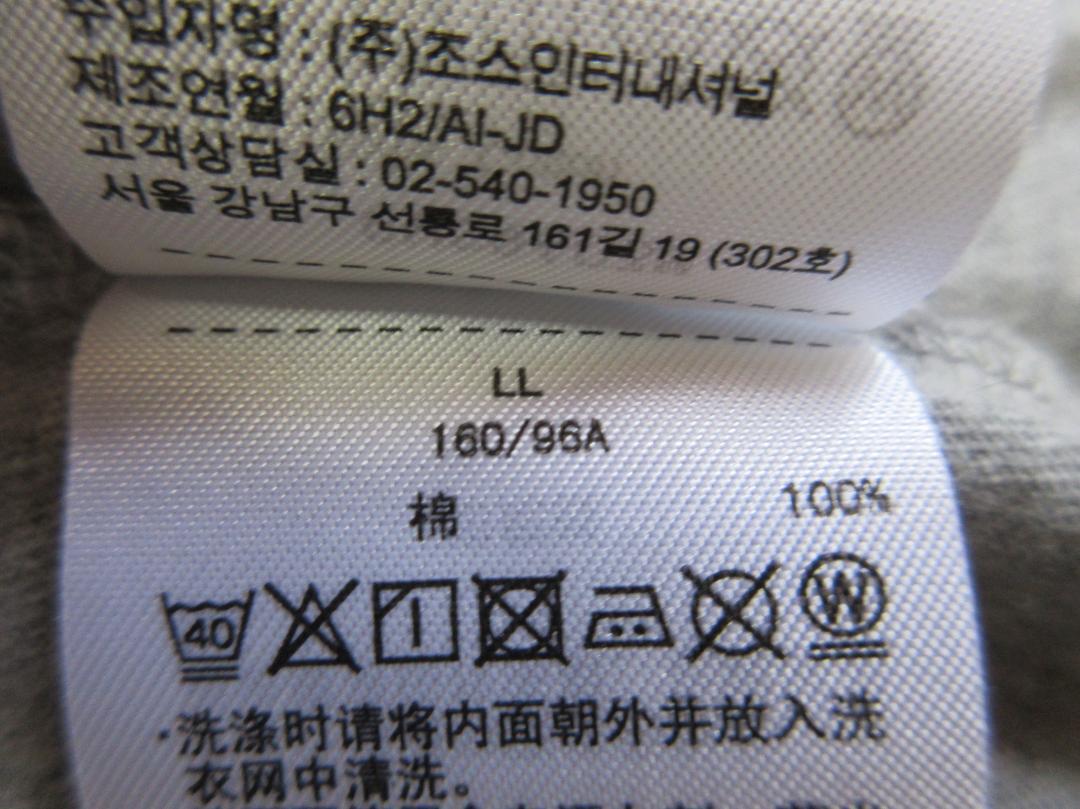 수입자명 : (주)조스인터내셔널
제조연월 : 6H2/AI-JD
고객상담실 : 02-540-1950
서울 강남구 선릉로 161길 19 (302호)
LL
160/96A
棉 100%
40
W
·洗涤时请将内面朝外并放入洗
衣网中清洗。